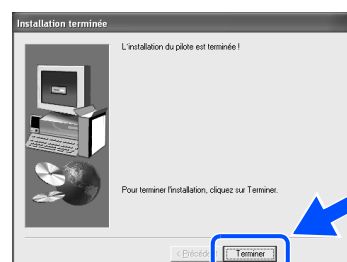 Installation terminée
L'installation du pilote est terminée !
Pour terminer l'installation, cliquez sur Terminer.
< Précédent
Terminer